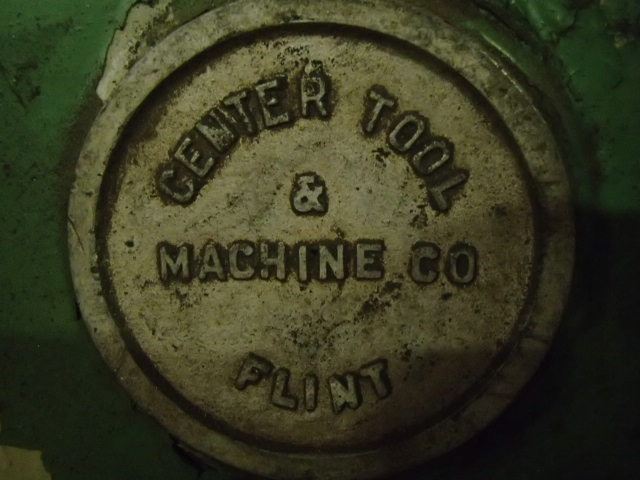 CENTER TOOL
&
MACHINE CO
FLINT